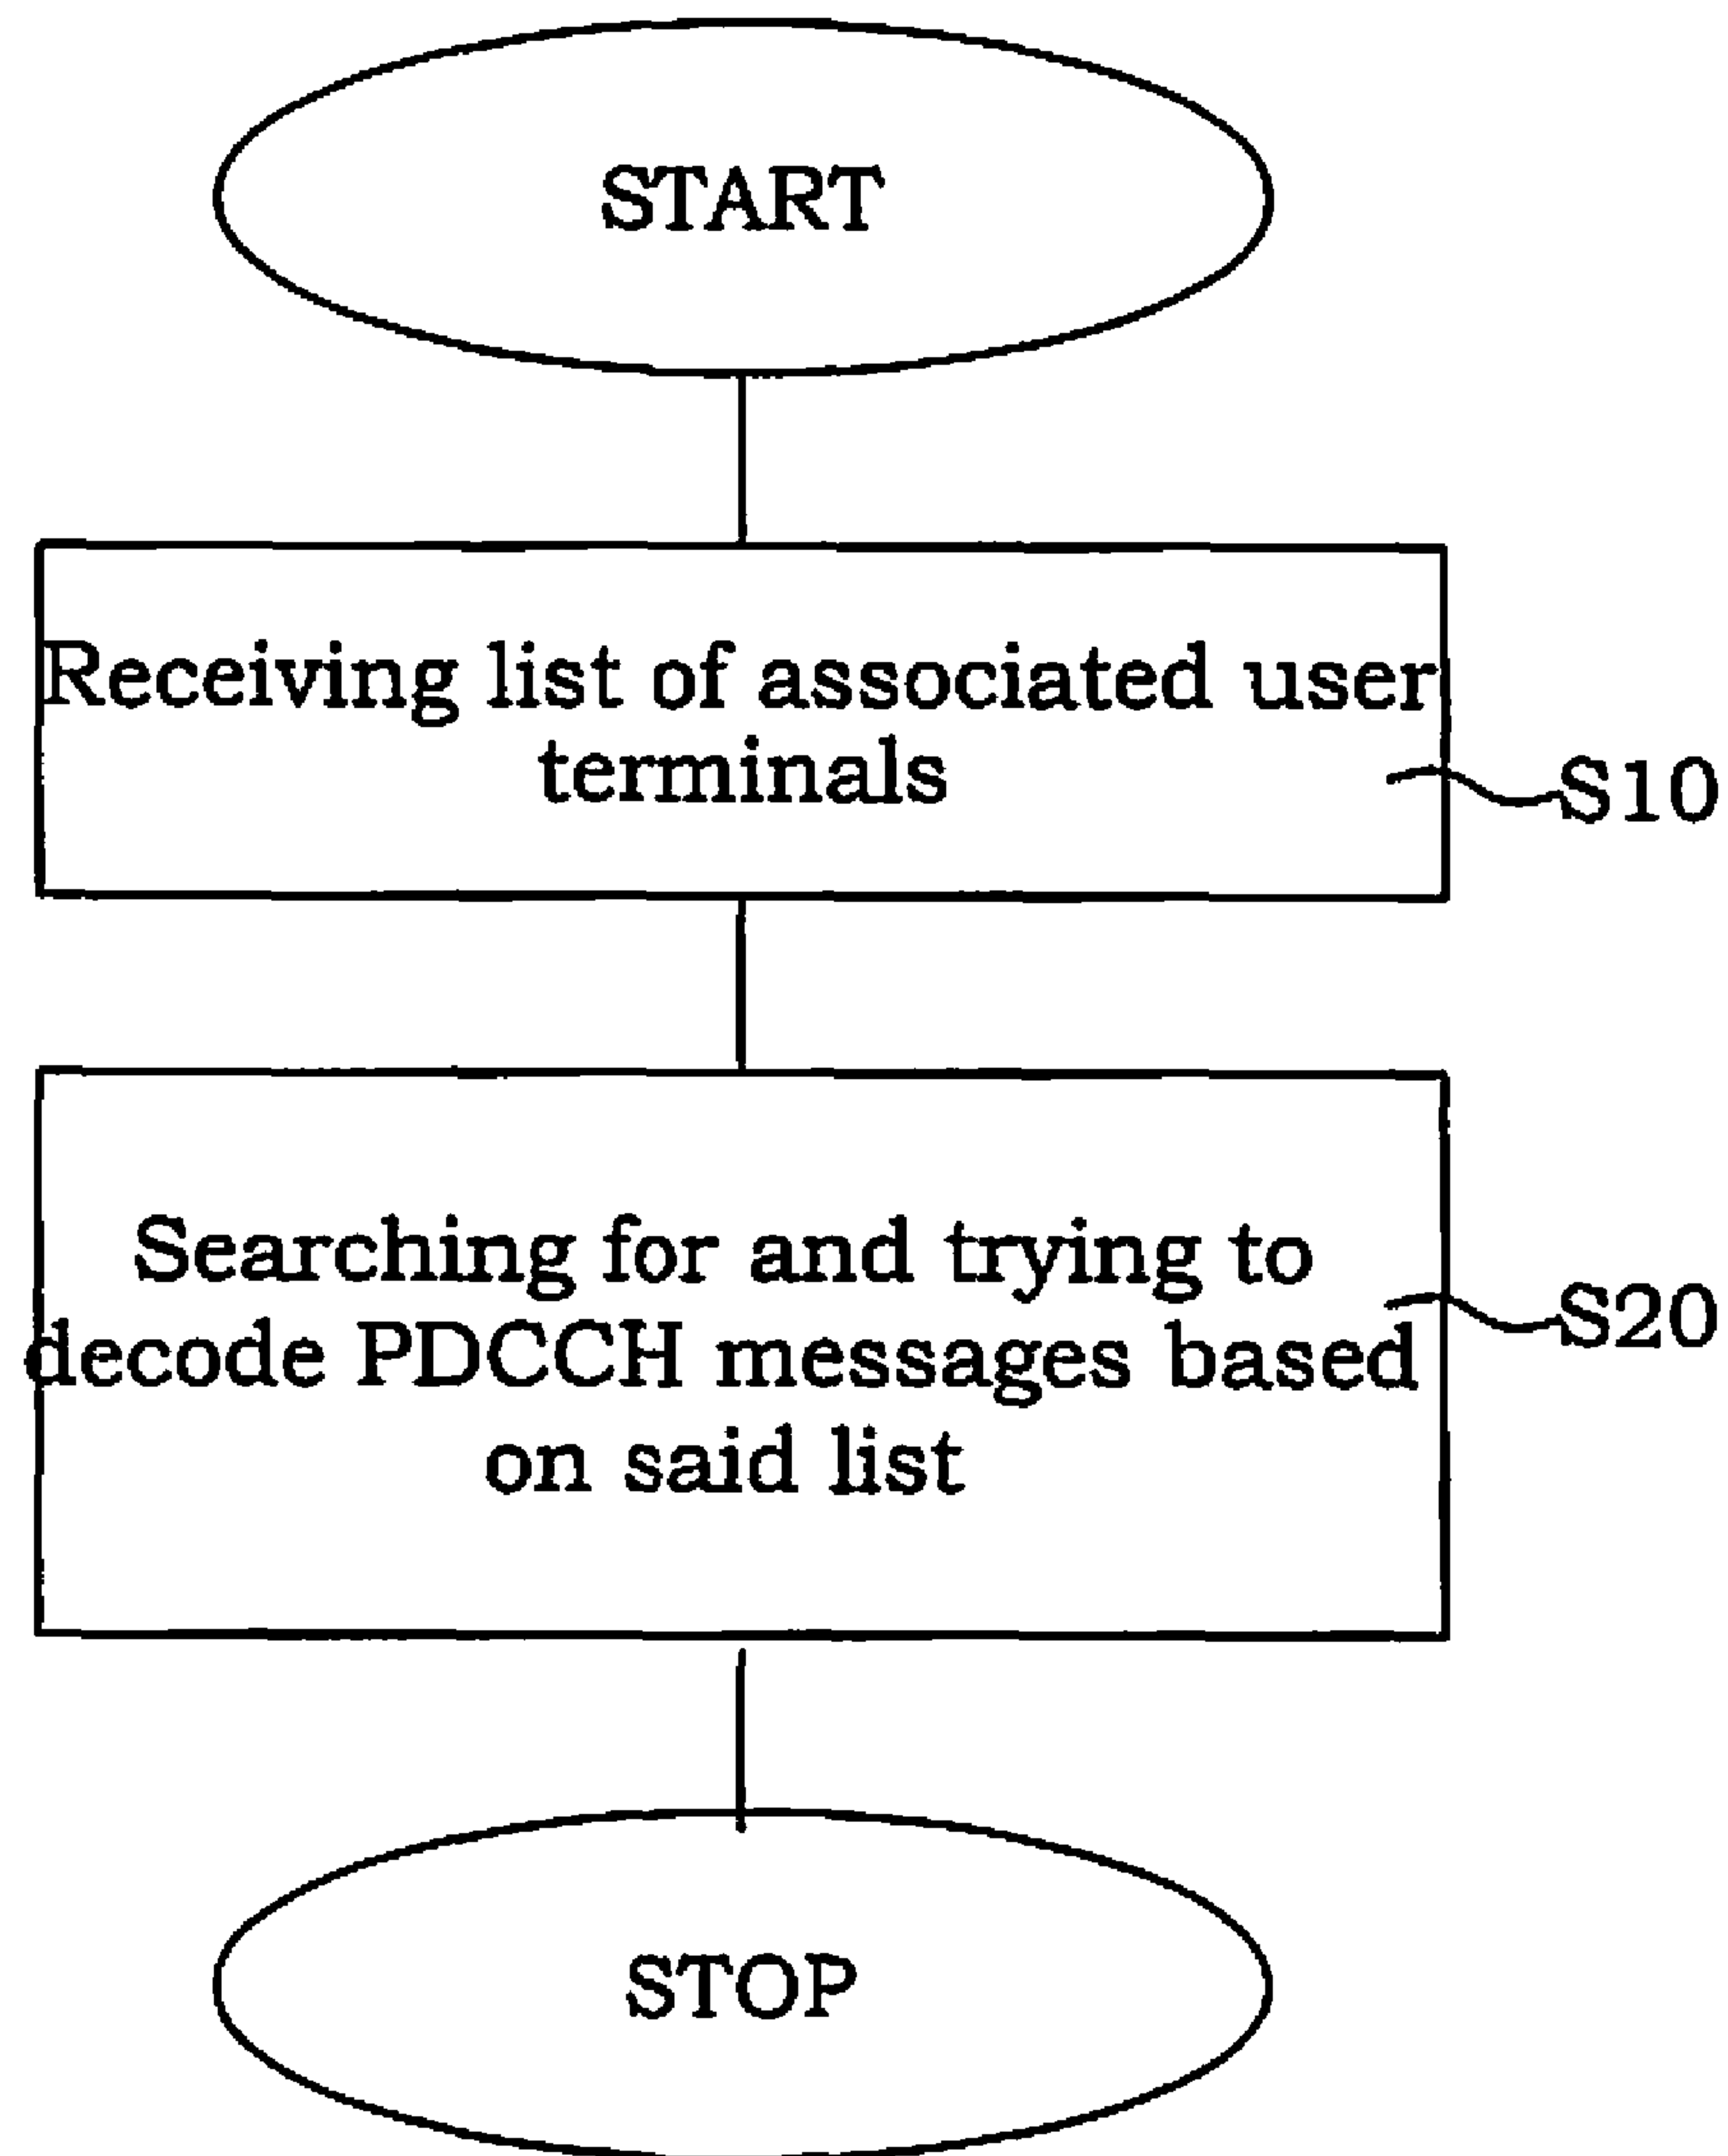 START
Receiving list of associated user
terminals
S10
Searching for and trying to
decode PDCCH messages based
on said list
S20
STOP